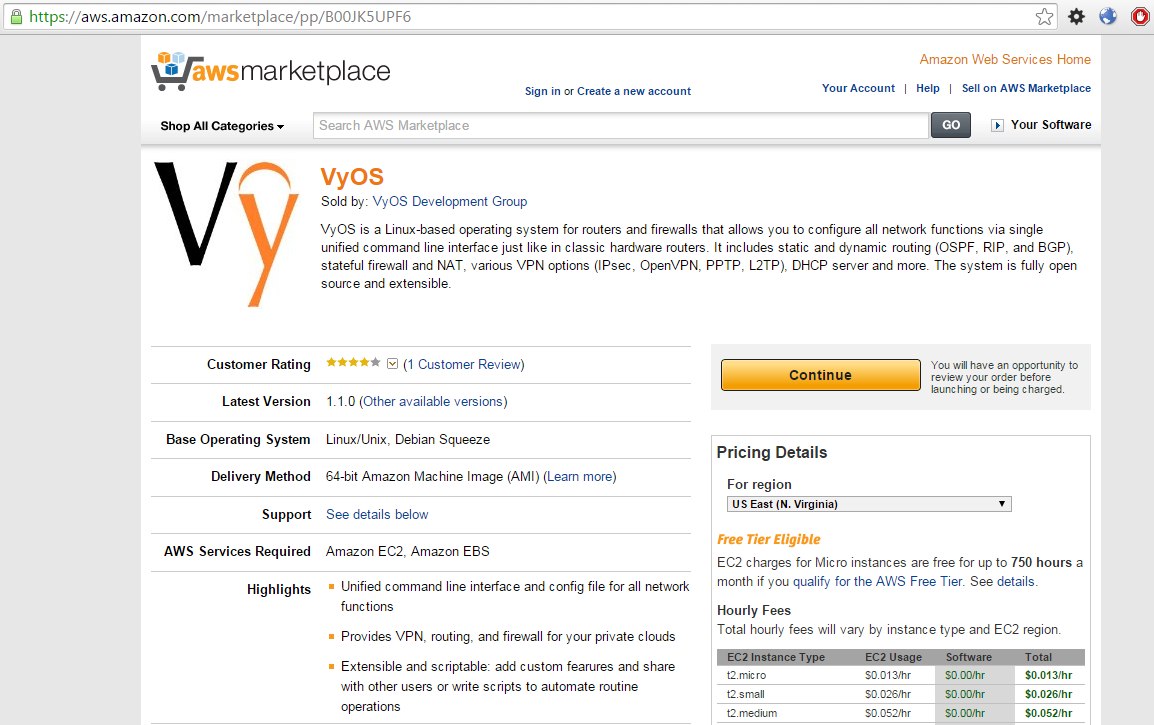 https://aws.amazon.com/marketplace/pp/B00JK5UPF6
awsmarketplace
Amazon Web Services Home
Sign in or Create a new account
Your Account | Help | Sell on AWS Marketplace
Shop All Categories
Search AWS Marketplace
GO
Your Software
Vy
VyOS
Sold by: VyOS Development Group
VyOS is a Linux-based operating system for routers and firewalls that allows you to configure all network functions via single
unified command line interface just like in classic hardware routers. It includes static and dynamic routing (OSPF, RIP, and BGP),
stateful firewall and NAT, various VPN options (IPsec, OpenVPN, PPTP, L2TP), DHCP server and more. The system is fully open
source and extensible.
Customer Rating (1 Customer Review)
Latest Version 1.1.0 (Other available versions)
Base Operating System Linux/Unix, Debian Squeeze
Delivery Method 64-bit Amazon Machine Image (AMI) (Learn more)
Support See details below
AWS Services Required Amazon EC2, Amazon EBS
Highlights
Unified command line interface and config file for all network
functions
Provides VPN, routing, and firewall for your private clouds
Extensible and scriptable: add custom fearures and share
with other users or write scripts to automate routine
operations
Continue
You will have an opportunity to
review your order before
launching or being charged.
Pricing Details
For region
US East (N. Virginia)
Free Tier Eligible
EC2 charges for Micro instances are free for up to 750 hours a
month if you qualify for the AWS Free Tier. See details.
Hourly Fees
Total hourly fees will vary by instance type and EC2 region.
EC2 Instance Type EC2 Usage Software Total
t2.micro $0.013/hr $0.00/hr $0.013/hr
t2.small $0.026/hr $0.00/hr $0.026/hr
t2.medium $0.052/hr $0.00/hr $0.052/hr